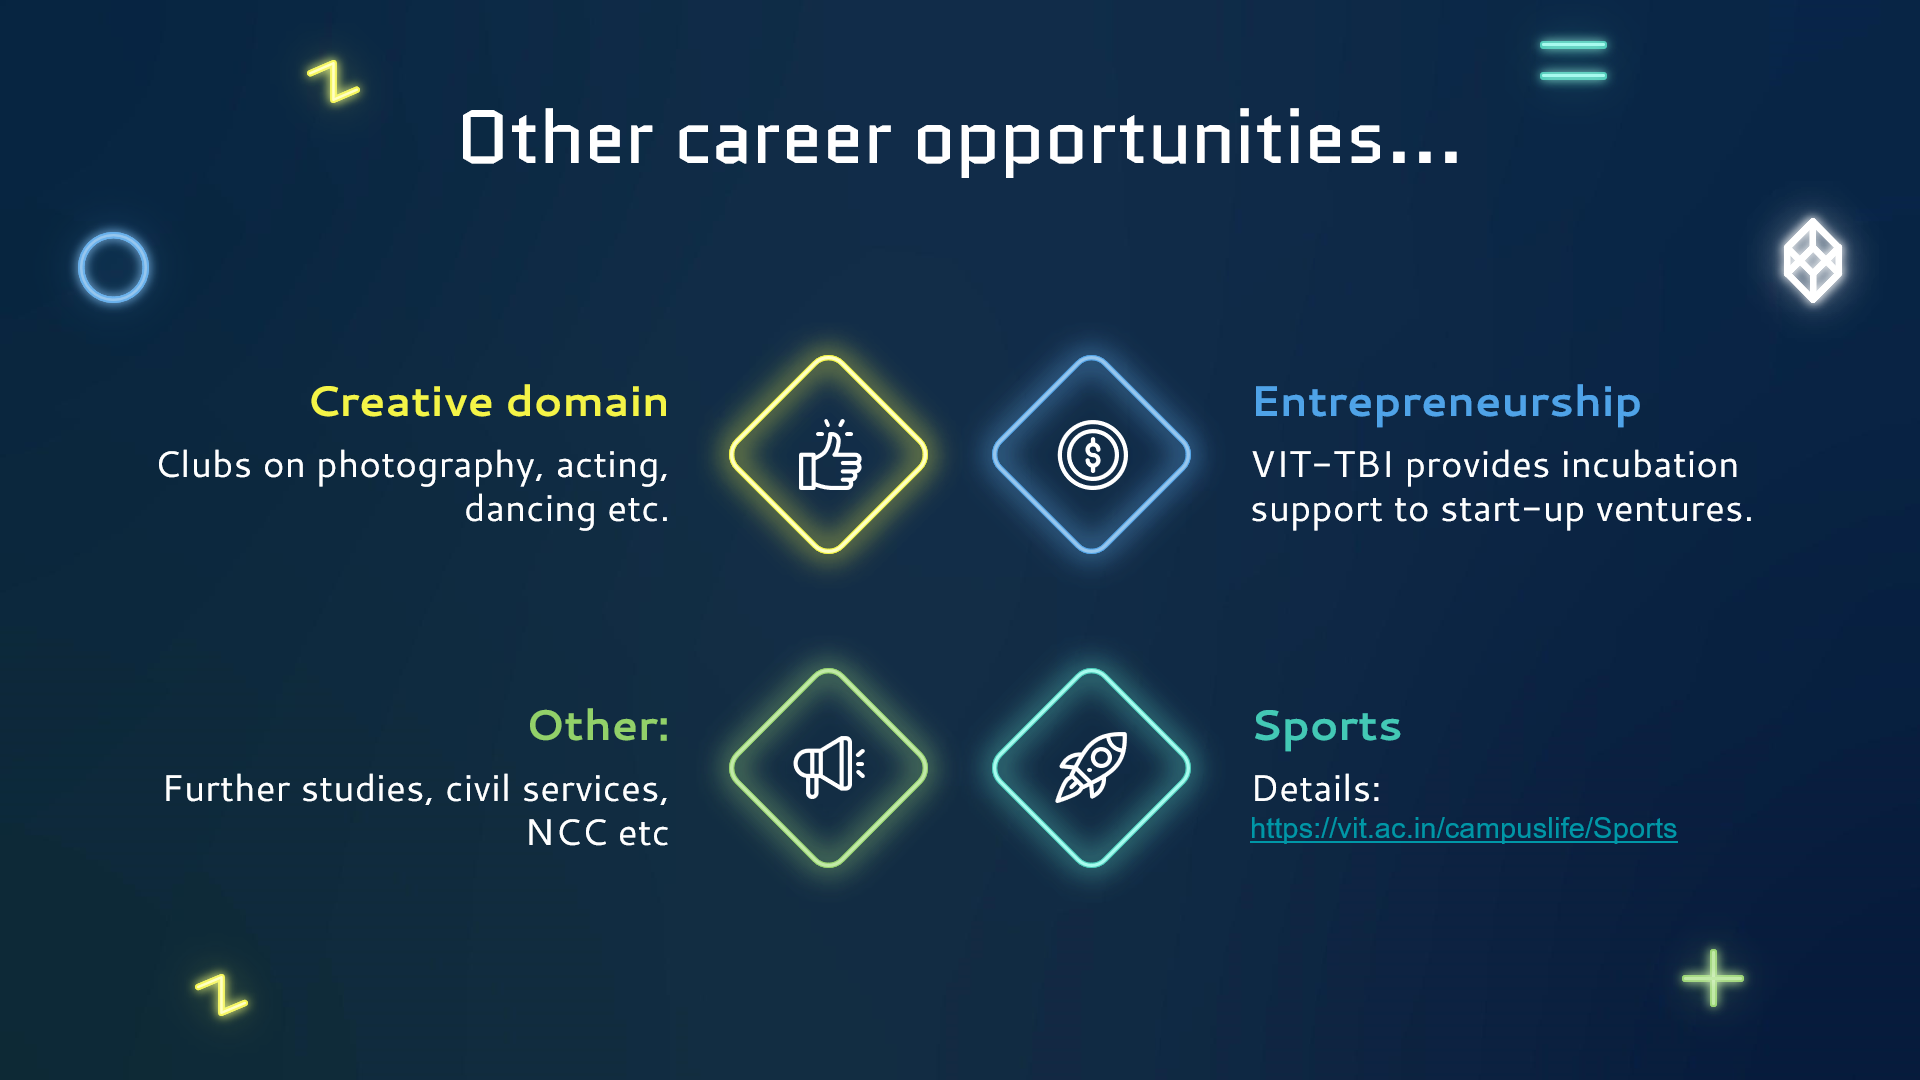 Other career opportunities...
Creative domain
Clubs on photography, acting,
dancing etc.
Entrepreneurship
VIT-TBI provides incubation
support to start-up ventures.
Other:
Further studies, civil services,
NCC etc
Sports
Details:
https://vit.ac.in/campuslife/Sports